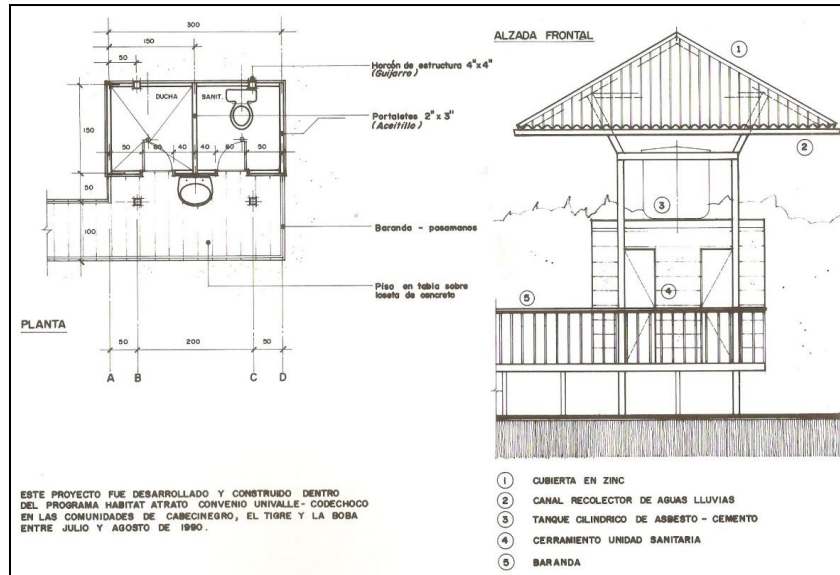 300
150
50
Horcón de estructura 4"x 4"
(Guijarro)
DUCHA
SANIT.
Portaletes 2"x 3"
(Aceitillo)
150
50
60
40
40
60
50
50
100
Baranda - pasamanos
Piso en tabla sobre
loseta de concreto
PLANTA
50
200
50
A
B
C
D
ESTE PROYECTO FUE DESARROLLADO Y CONSTRUIDO DENTRO
DEL PROGRAMA HABITAT ATRATO CONVENIO UNIVALLE- CODECHOCO
EN LAS COMUNIDADES DE CABECINEGRO, EL TIGRE Y LA BOBA
ENTRE JULIO Y AGOSTO DE 1990.
ALZADA FRONTAL
1
2
3
4
5
1 CUBIERTA EN ZINC
2 CANAL RECOLECTOR DE AGUAS LLUVIAS
3 TANQUE CILINDRICO DE ASBESTO - CEMENTO
4 CERRAMIENTO UNIDAD SANITARIA
5 BARANDA